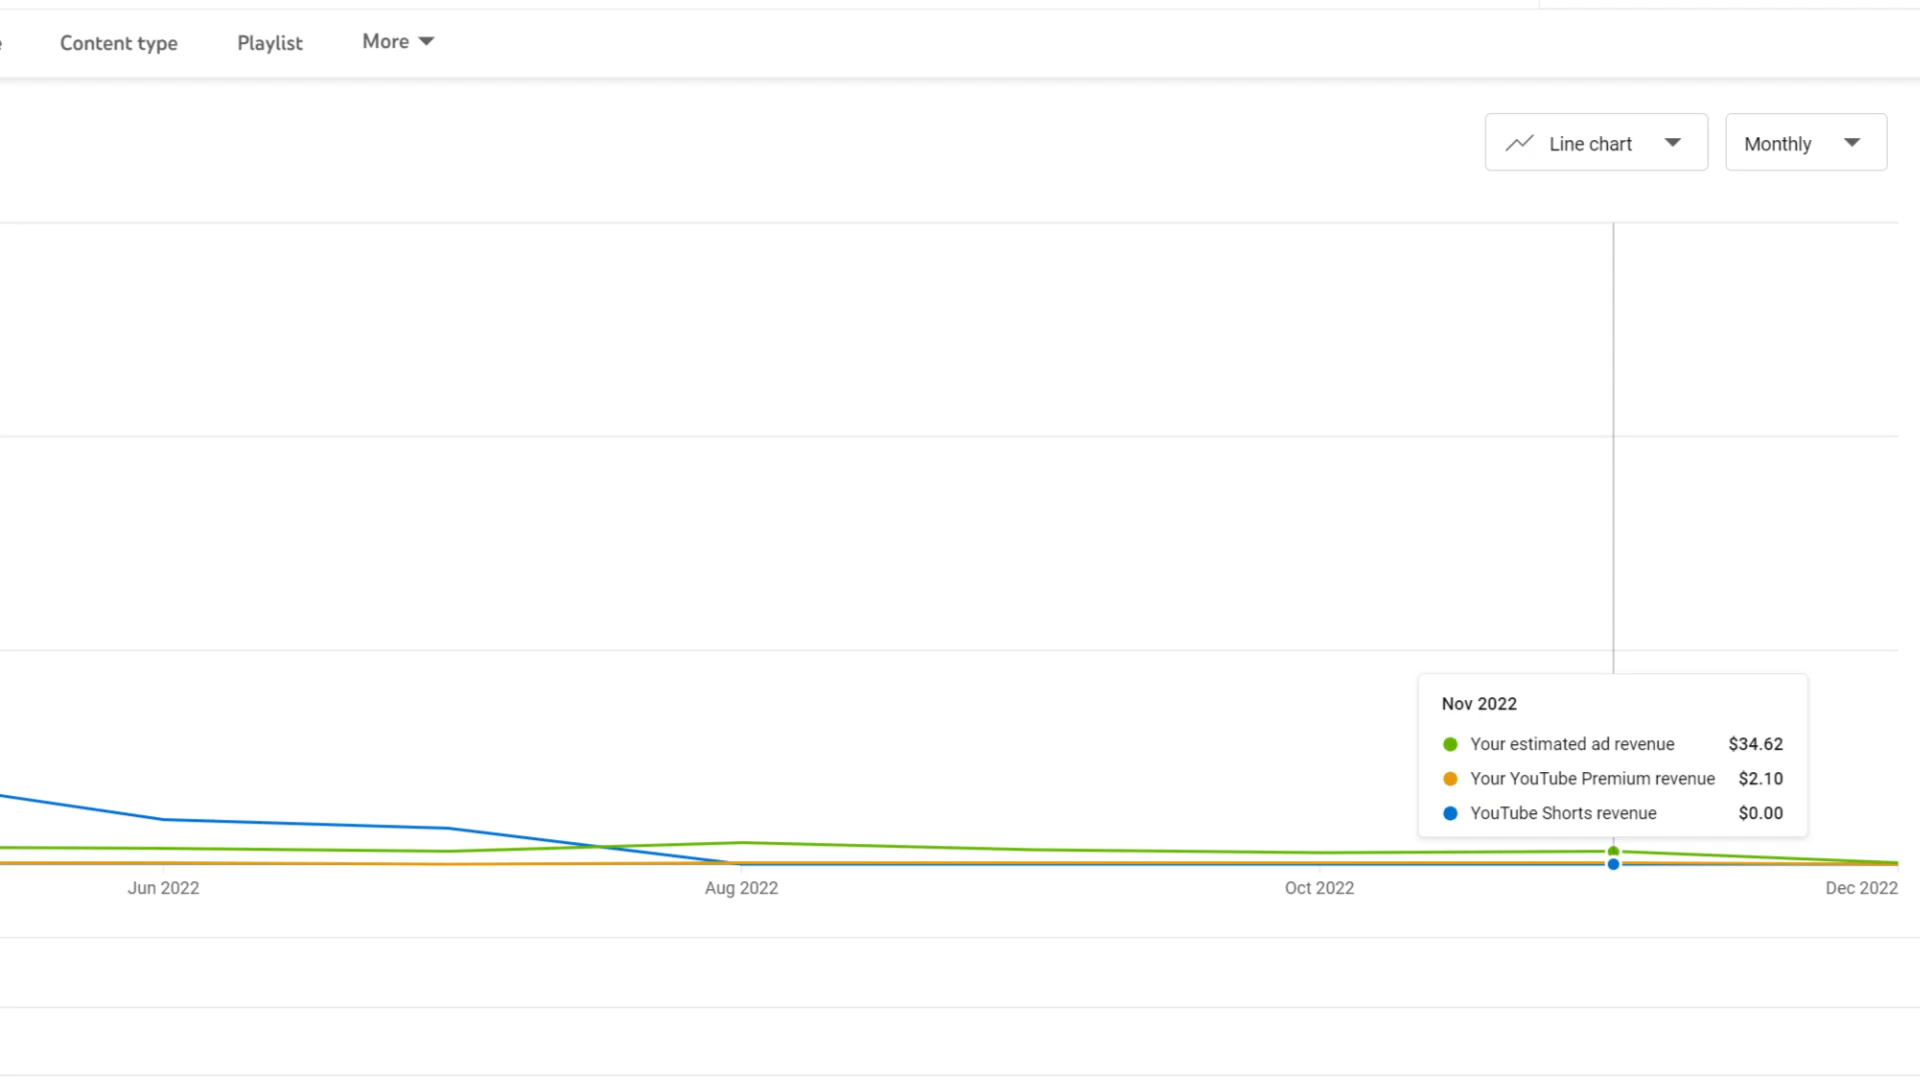 Content type Playlist More
Line chart Monthly
Nov 2022
Your estimated ad revenue $34.62
Your YouTube Premium revenue $2.10
YouTube Shorts revenue $0.00
Jun 2022 Aug 2022 Oct 2022 Dec 2022